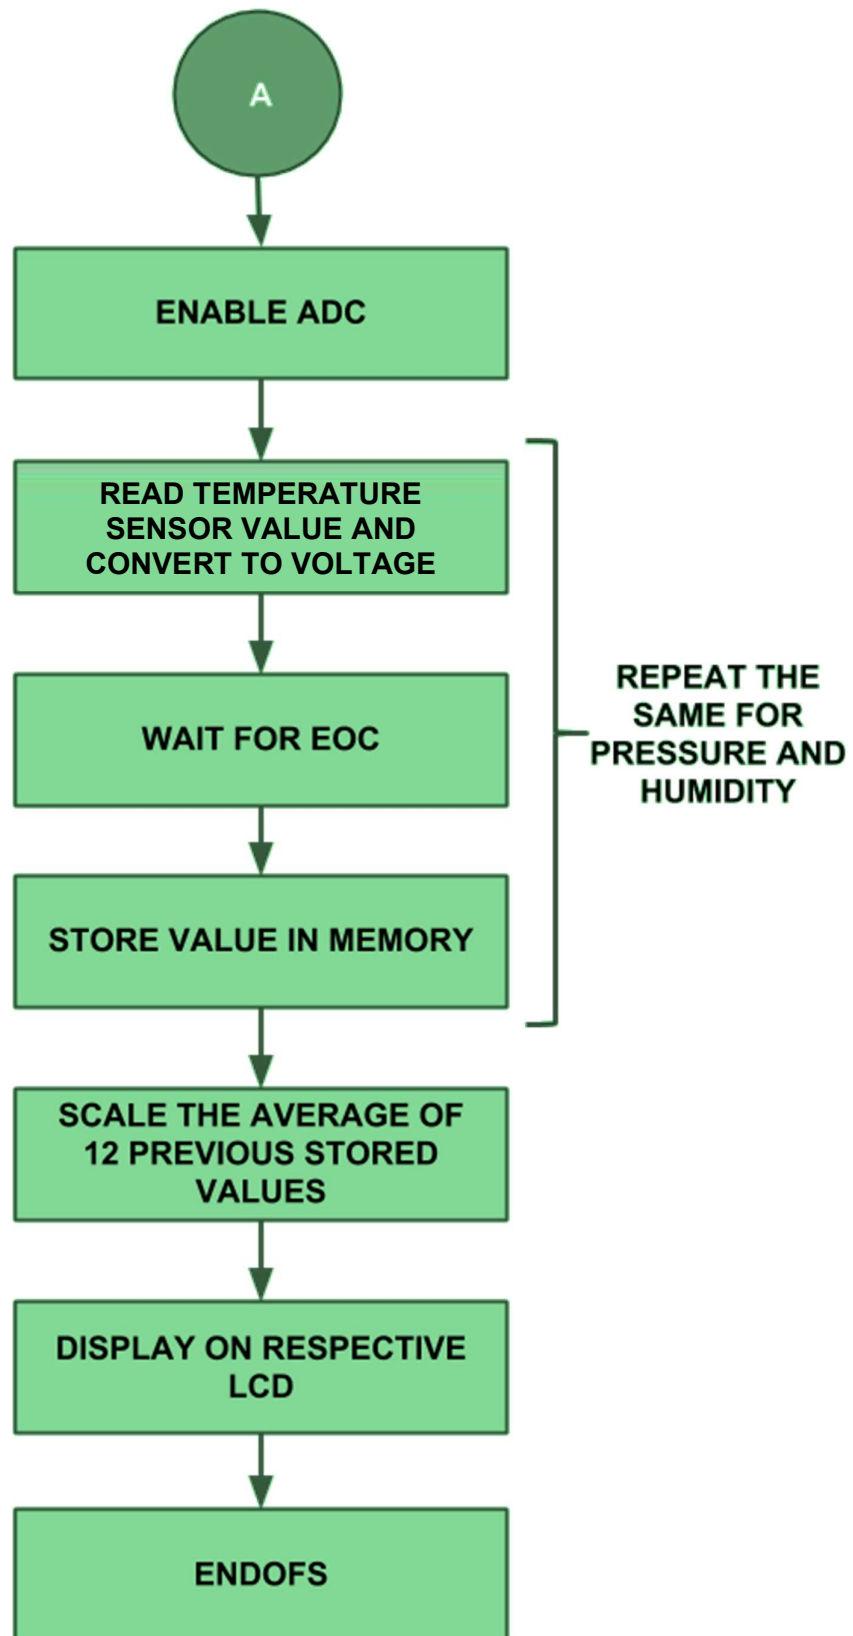 A
ENABLE ADC
READ TEMPERATURE
SENSOR VALUE AND
CONVERT TO VOLTAGE
WAIT FOR EOC
STORE VALUE IN MEMORY
REPEAT THE
SAME FOR
PRESSURE AND
HUMIDITY
SCALE THE AVERAGE OF
12 PREVIOUS STORED
VALUES
DISPLAY ON RESPECTIVE
LCD
ENDOFS